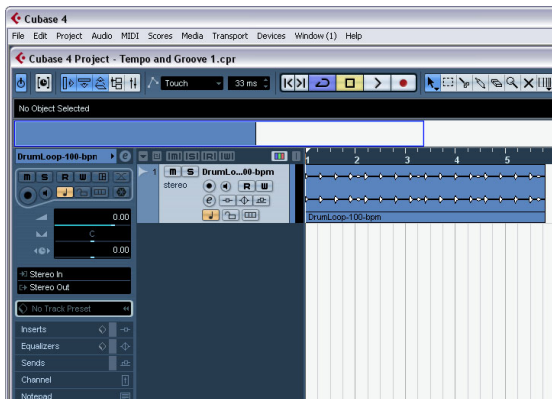 Cubase 4
File Edit Project Audio MIDI Scores Media Transport Devices Window (1) Help
Cubase 4 Project - Tempo and Groove 1.cpr
Touch 33 ms
No Object Selected
DrumLoop-100-bpn e m S R W
1 2 3 4 5
m S R W
1 m S DrumLo...00-bpm
stereo R W
e
0.00
C
0.00
DrumLoop-100-bpm
Stereo In
Stereo Out
No Track Preset
Inserts
Equalizers
Sends
Channel
Notepad